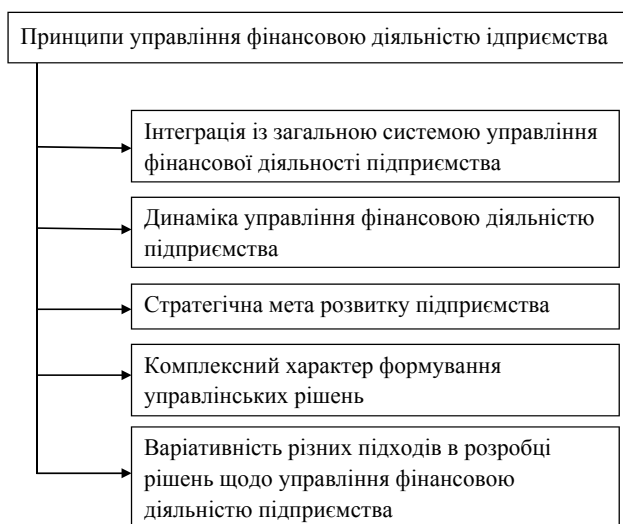 Принципи управління фінансовою діяльністю ідприємства
Інтеграція із загальною системою управління
фінансової діяльності підприємства
Динаміка управління фінансовою діяльністю
підприємства
Стратегічна мета розвитку підприємства
Комплексний характер формування
управлінських рішень
Варіативність різних підходів в розробці
рішень щодо управління фінансовою
діяльністю підприємства